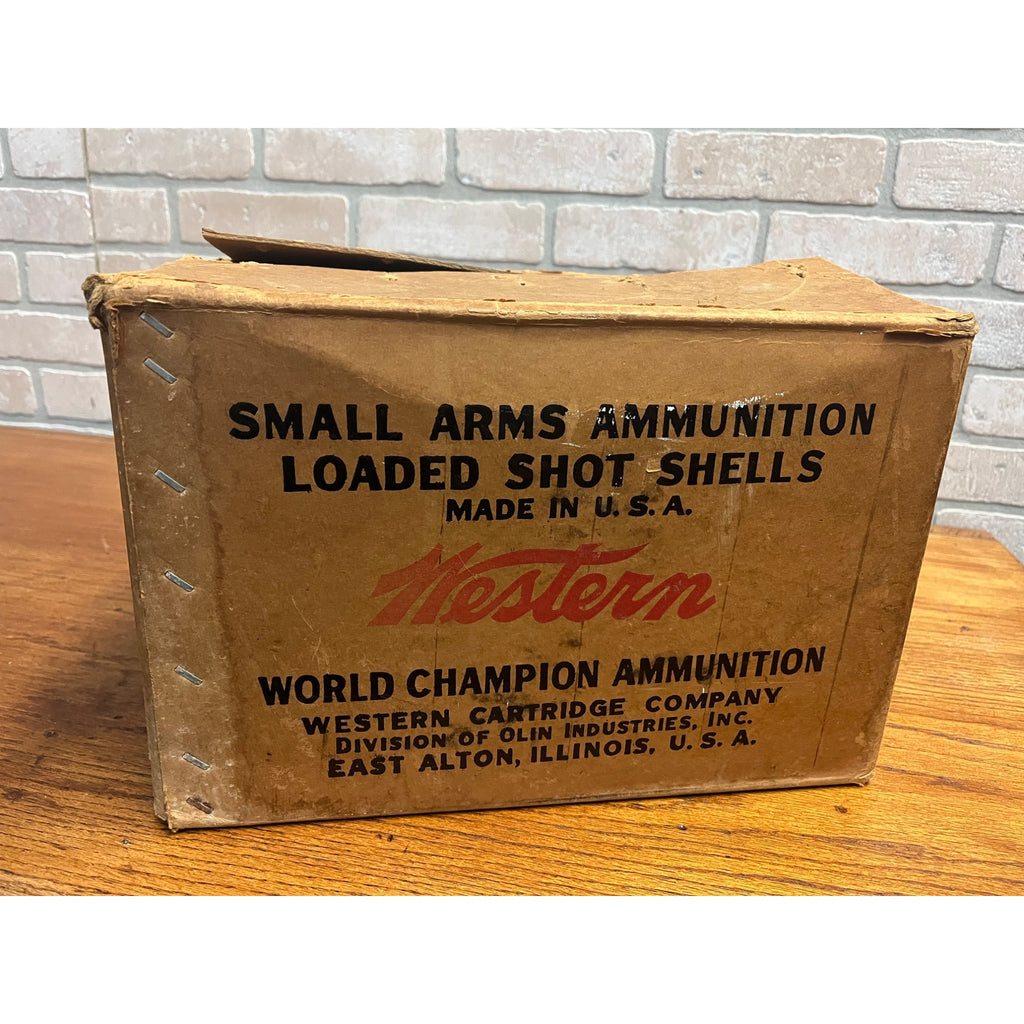 SMALL ARMS AMMUNITION
LOADED SHOT SHELLS
MADE IN U. S. A.
Western
WORLD CHAMPION AMMUNITION
WESTERN CARTRIDGE COMPANY
DIVISION OF OLIN INDUSTRIES, INC.
EAST ALTON, ILLINOIS, U. S. A.